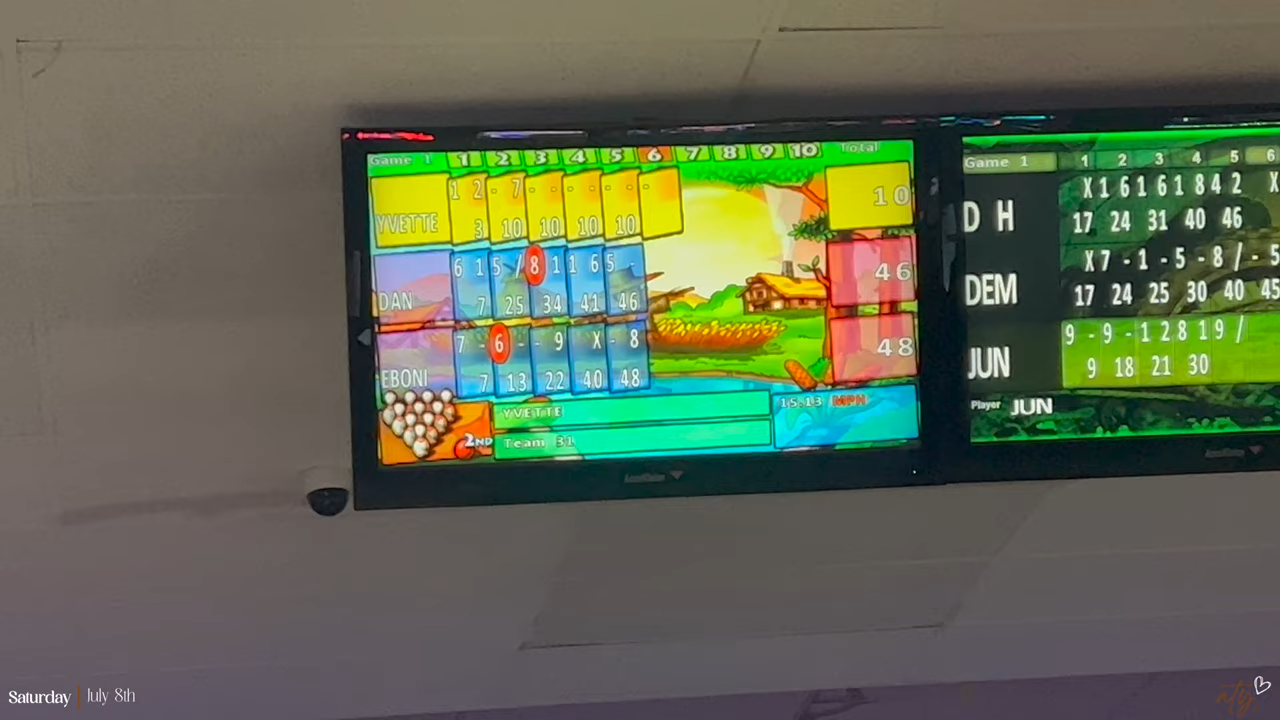 Game 1 1 2 3 4 5 6 7 8 9 10 Total
1 2 - 7 - - - - - - -
YVETTE 3 10 10 10 10 10
6 1 5 / 8 1 1 6 5 - 46
DAN 7 25 34 41 46
7 - 6 - - 9 X - 8 48
EBONI 7 13 22 40 48
YVETTE 15.13 MPH
2ND Team 31
Game 1 1 2 3 4 5 6
X 1 6 1 6 1 8 4 2 X
D H 17 24 31 40 46
X 7 - 1 - 5 - 8 / - 5
DEM 17 24 25 30 40 45
9 - 9 - 1 2 8 1 9 /
JUN 9 18 21 30
Player JUN
Saturday | July 8th